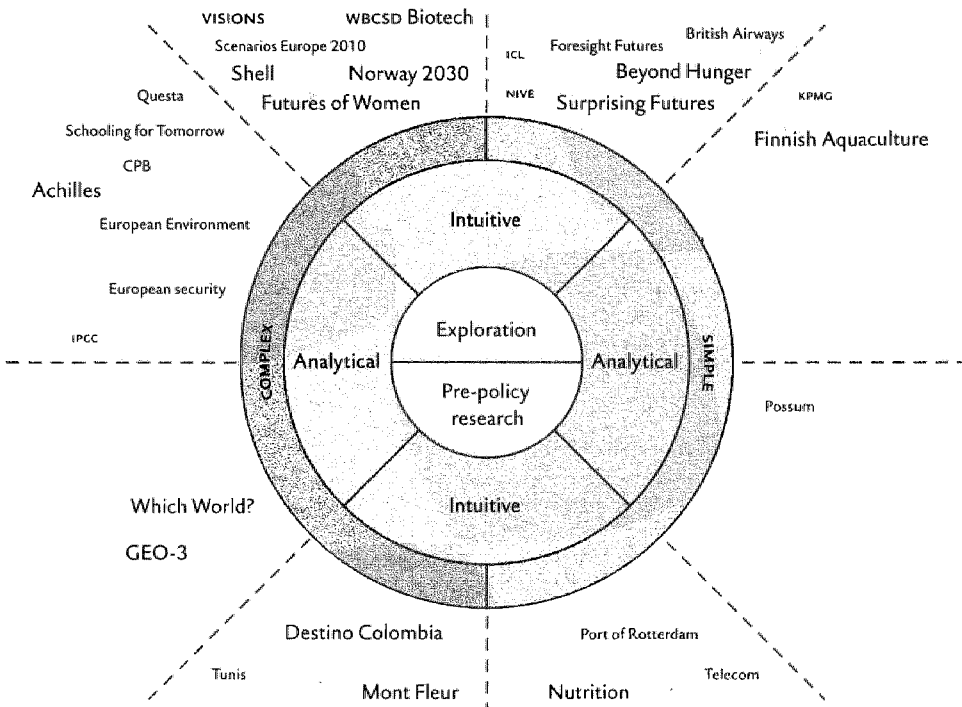 VISIONS
WBCSD Biotech
Scenarios Europe 2010
Shell
Norway 2030
Futures of Women
ICL
Foresight Futures
British Airways
Beyond Hunger
NIVE
Surprising Futures
KPMG
Finnish Aquaculture
Questa
Schooling for Tomorrow
CPB
Achilles
European Environment
European security
IPCC
Intuitive
Exploration
COMPLEX
Analytical
Analytical
SIMPLE
Pre-policy
research
Possum
Intuitive
Which World?
GEO-3
Destino Colombia
Tunis
Mont Fleur
Port of Rotterdam
Telecom
Nutrition